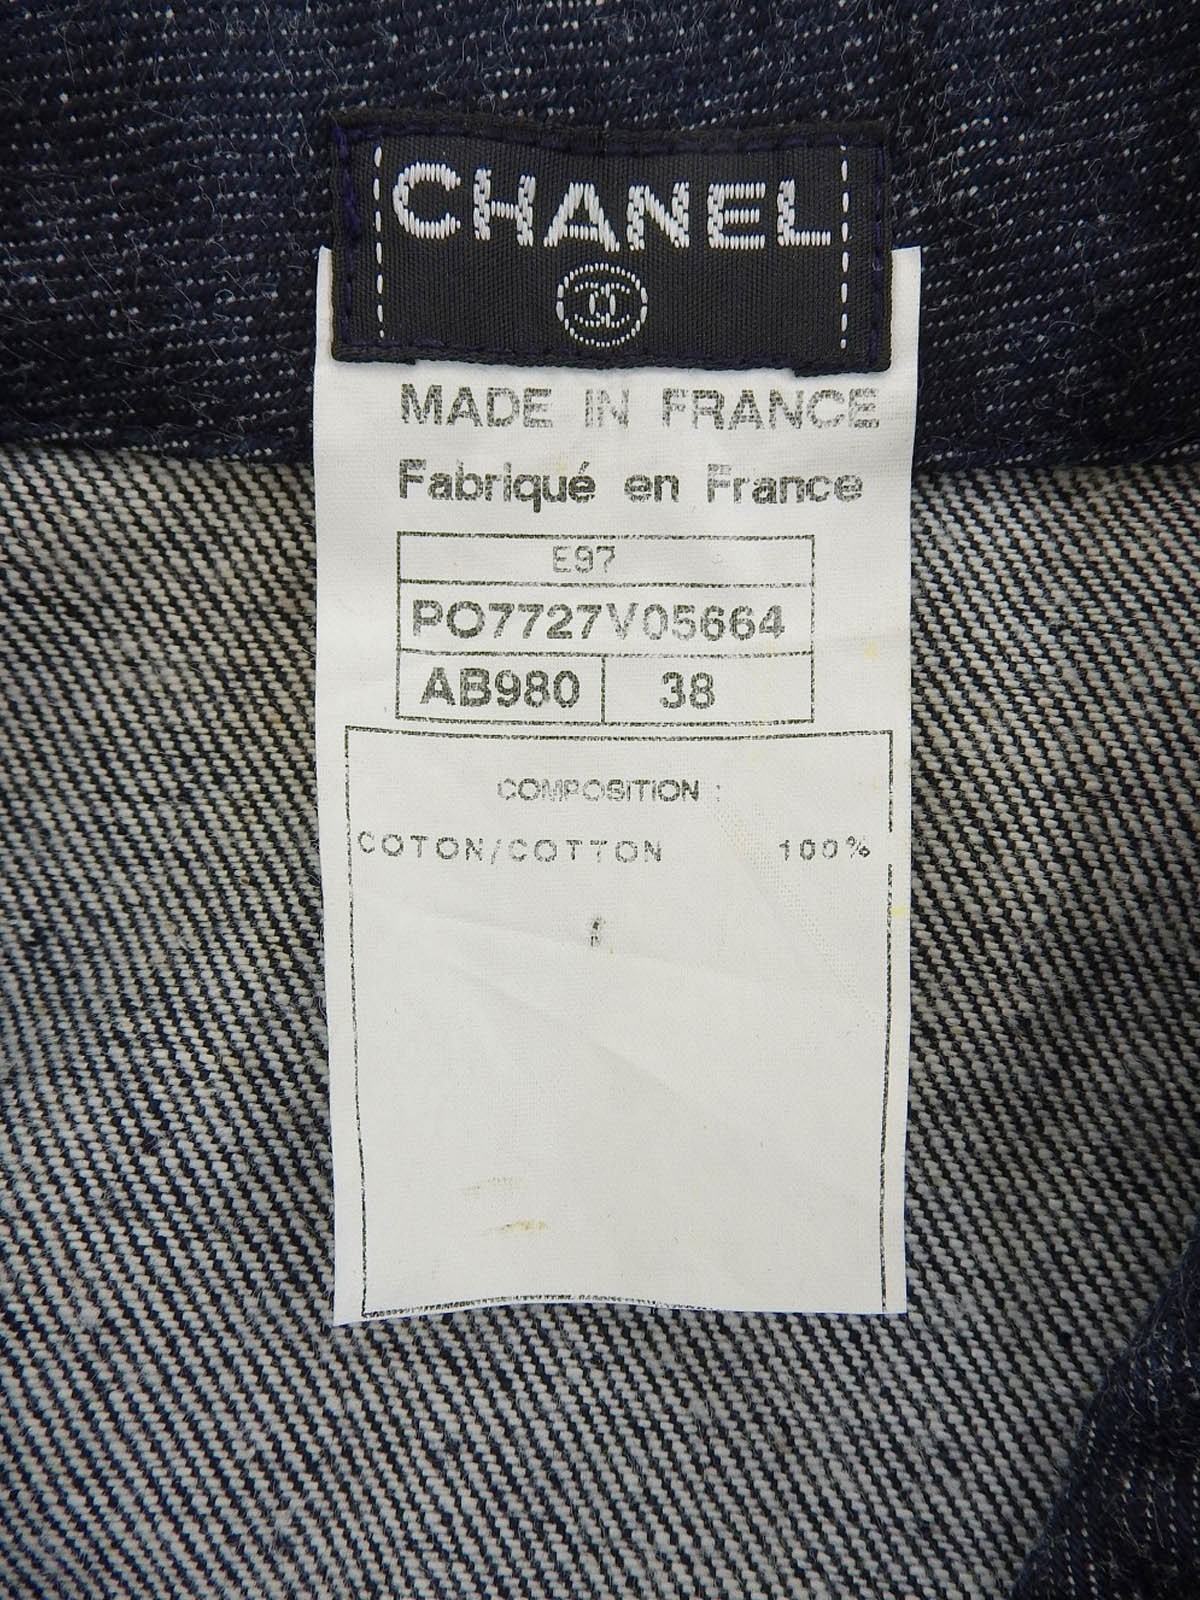 CHANEL
MADE IN FRANCE
Fabriqué en France
E97
PO7727V05664
AB980 38
COMPOSITION :
COTON/COTTON 100%